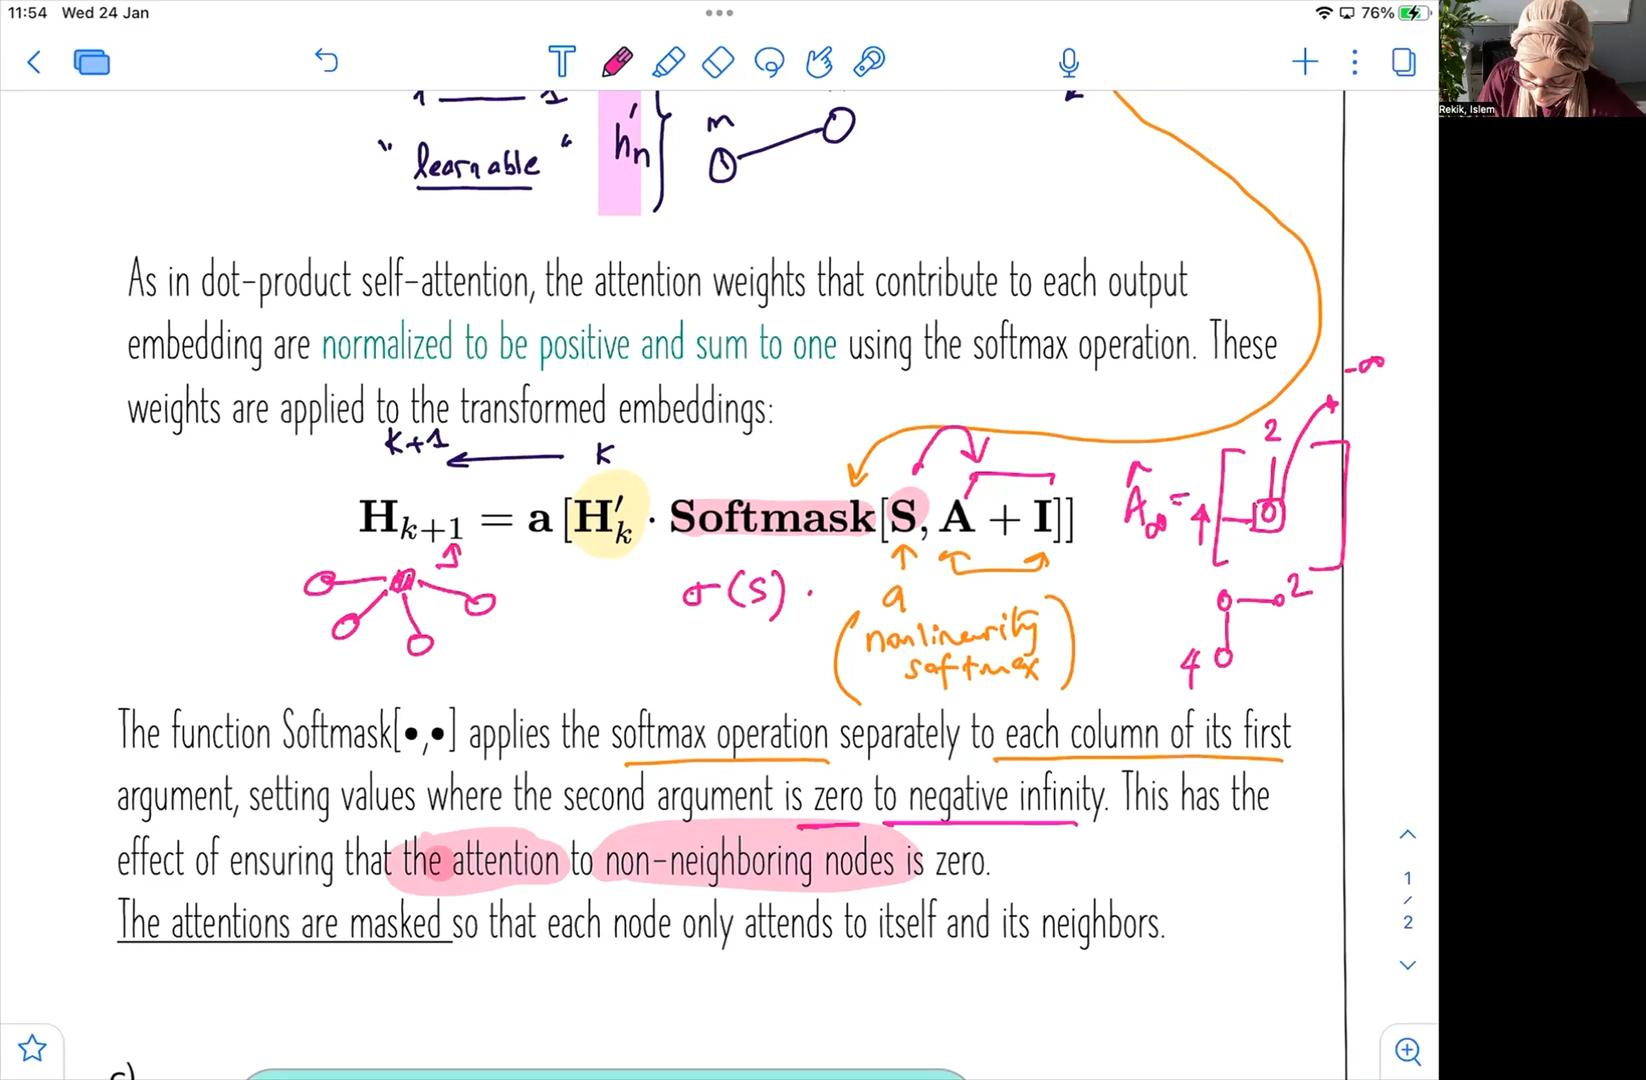 11:54 Wed 24 Jan
76%
Rekik, Islem
1 1
" learnable "
h'n
m
As in dot-product self-attention, the attention weights that contribute to each output
embedding are normalized to be positive and sum to one using the softmax operation. These
weights are applied to the transformed embeddings:
-∞
k+1 k
2
H_{k+1} = a [H'_k · Softmask[S, A + I]]
Â∞ = 4 [ 0 ]
σ(S) ·
a
(nonlinearity
softmax)
2
4
The function Softmask[•,•] applies the softmax operation separately to each column of its first
argument, setting values where the second argument is zero to negative infinity. This has the
effect of ensuring that the attention to non-neighboring nodes is zero.
The attentions are masked so that each node only attends to itself and its neighbors.
1
/
2